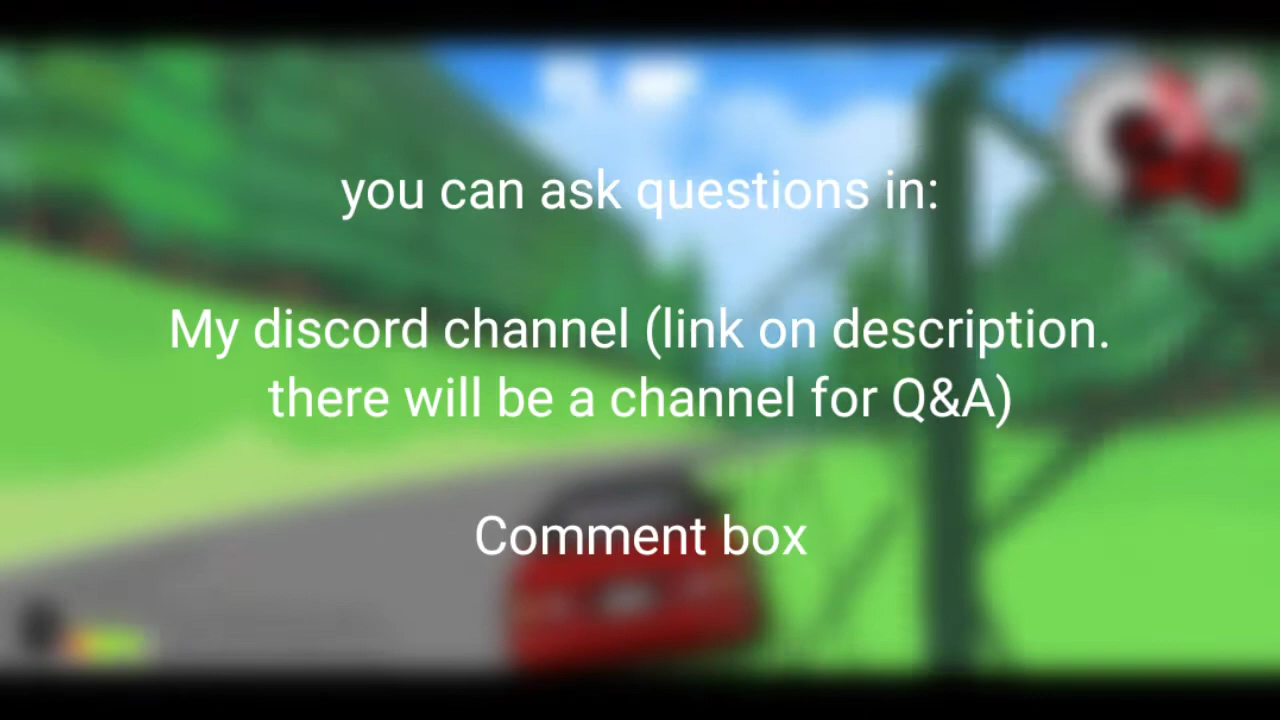 you can ask questions in:
My discord channel (link on description.
there will be a channel for Q&A)
Comment box